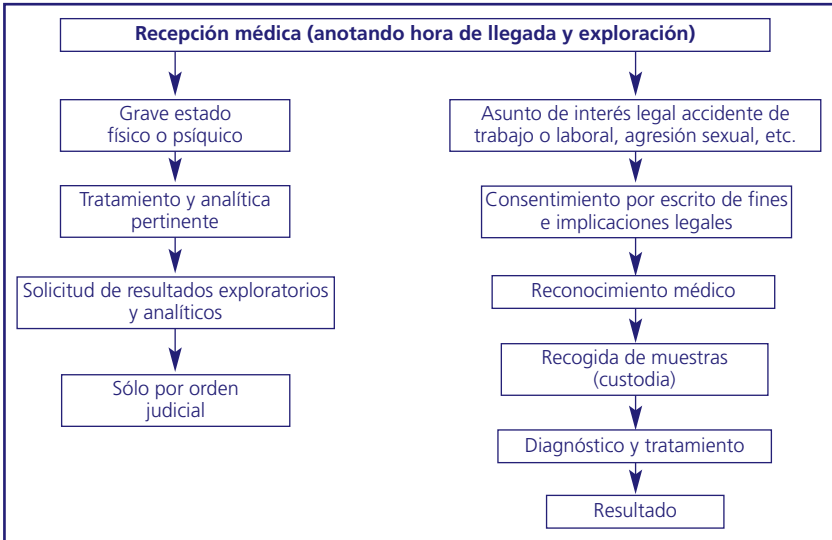 Recepción médica (anotando hora de llegada y exploración)
Grave estado
físico o psíquico
Tratamiento y analítica
pertinente
Solicitud de resultados exploratorios
y analíticos
Sólo por orden
judicial
Asunto de interés legal accidente de
trabajo o laboral, agresión sexual, etc.
Consentimiento por escrito de fines
e implicaciones legales
Reconocimiento médico
Recogida de muestras
(custodia)
Diagnóstico y tratamiento
Resultado